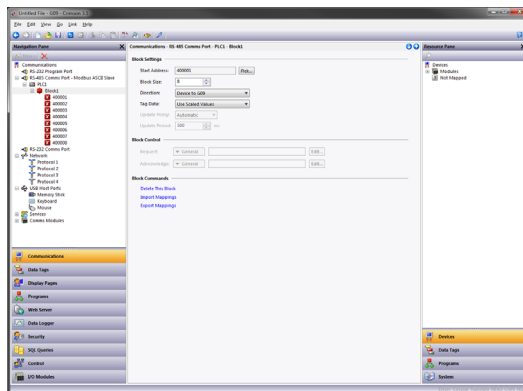 Untitled File - G09 - Crimson 3.1
File Edit View Go Link Help
Navigation Pane
Communications
RS-232 Program Port
RS-485 Comms Port - Modbus ASCII Slave
PLC1
Block1
400001
400002
400003
400004
400005
400006
400007
400008
RS-232 Comms Port
Network
Protocol 1
Protocol 2
Protocol 3
Protocol 4
USB Host Ports
Memory Stick
Keyboard
Mouse
Services
Comms Modules
Communications
Data Tags
Display Pages
Programs
Web Server
Data Logger
Security
SQL Queries
Control
I/O Modules
Communications - RS-485 Comms Port - PLC1 - Block1
Block Settings
Start Address: 400001 Pick...
Block Size: 8
Direction: Device to G09
Tag Data: Use Scaled Values
Update Policy: Automatic
Update Period: 500 ms
Block Control
Request: General Edit...
Acknowledge: General Edit...
Block Commands
Delete This Block
Import Mappings
Export Mappings
Resource Pane
Devices
Modules
Not Mapped
Devices
Data Tags
Programs
System